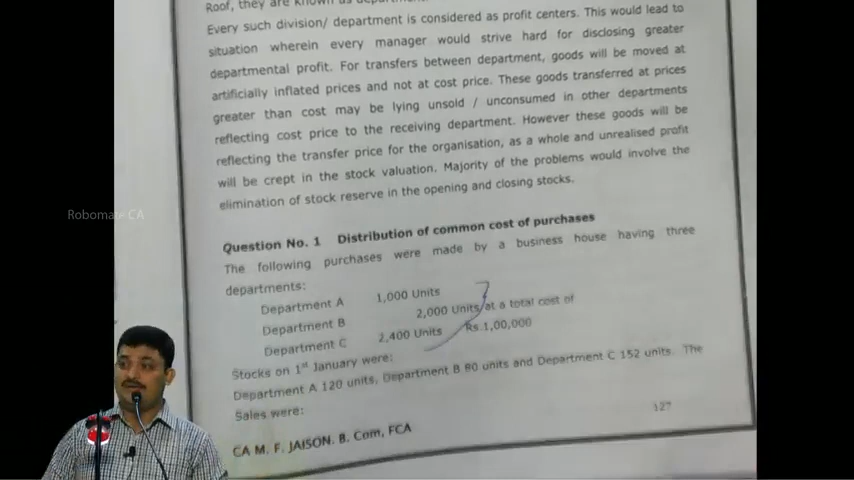 Roof, they are known as
Every such division/ department is considered as profit centers. This would lead to
situation wherein every manager would strive hard for disclosing greater
departmental profit. For transfers between department, goods will be moved at
artificially inflated prices and not at cost price. These goods transferred at prices
greater than cost may be lying unsold / unconsumed in other departments
reflecting cost price to the receiving department. However these goods will be
reflecting the transfer price for the organisation, as a whole and unrealised profit
will be crept in the stock valuation. Majority of the problems would involve the
elimination of stock reserve in the opening and closing stocks.
Robomate CA
Question No. 1 Distribution of common cost of purchases
The following purchases were made by a business house having three
departments:
Department A 1,000 Units
Department B 2,000 Units at a total cost of
Department C 2,400 Units Rs.1,00,000
Stocks on 1st January were:
Department A 120 units, Department B 80 units and Department C 152 units. The
Sales were:
127
CA M. F. JAISON. B. Com, FCA